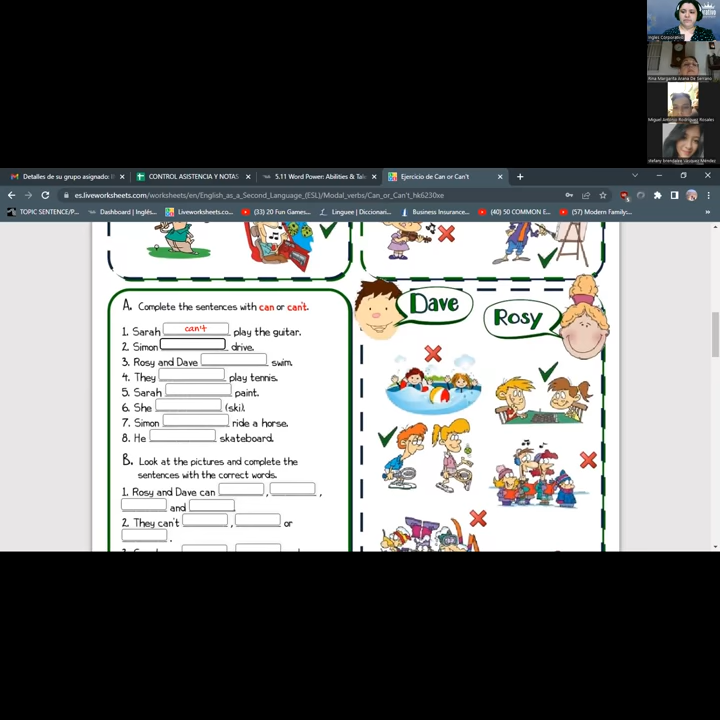 Inglés Corporativo
Rina Margarita Arana De Serrano
Miguel Antonio Rodriguez Rosales
Detalles de su grupo asignado:
CONTROL ASISTENCIA Y NOTAS
5.11 Word Power: Abilities & Tal
Ejercicio de Can or Can't
es.liveworksheets.com/worksheets/en/English_as_a_Second_Language_(ESL)/Modal_verbs/Can_or_Can't_hk6230xe
TOPIC SENTENCE/P...
Dashboard | Inglés...
Liveworksheets.co...
(33) 20 Fun Games...
Linguee | Diccionari...
Business Insurance...
(40) 50 COMMON E...
(57) Modern Family:...
A. Complete the sentences with can or can't.
1. Sarah can't play the guitar.
2. Simon drive.
3. Rosy and Dave swim.
4. They play tennis.
5. Sarah paint.
6. She (ski).
7. Simon ride a horse.
8. He skateboard.
B. Look at the pictures and complete the
sentences with the correct words.
1. Rosy and Dave can , ,
and .
2. They can't , or
.
Dave
Rosy